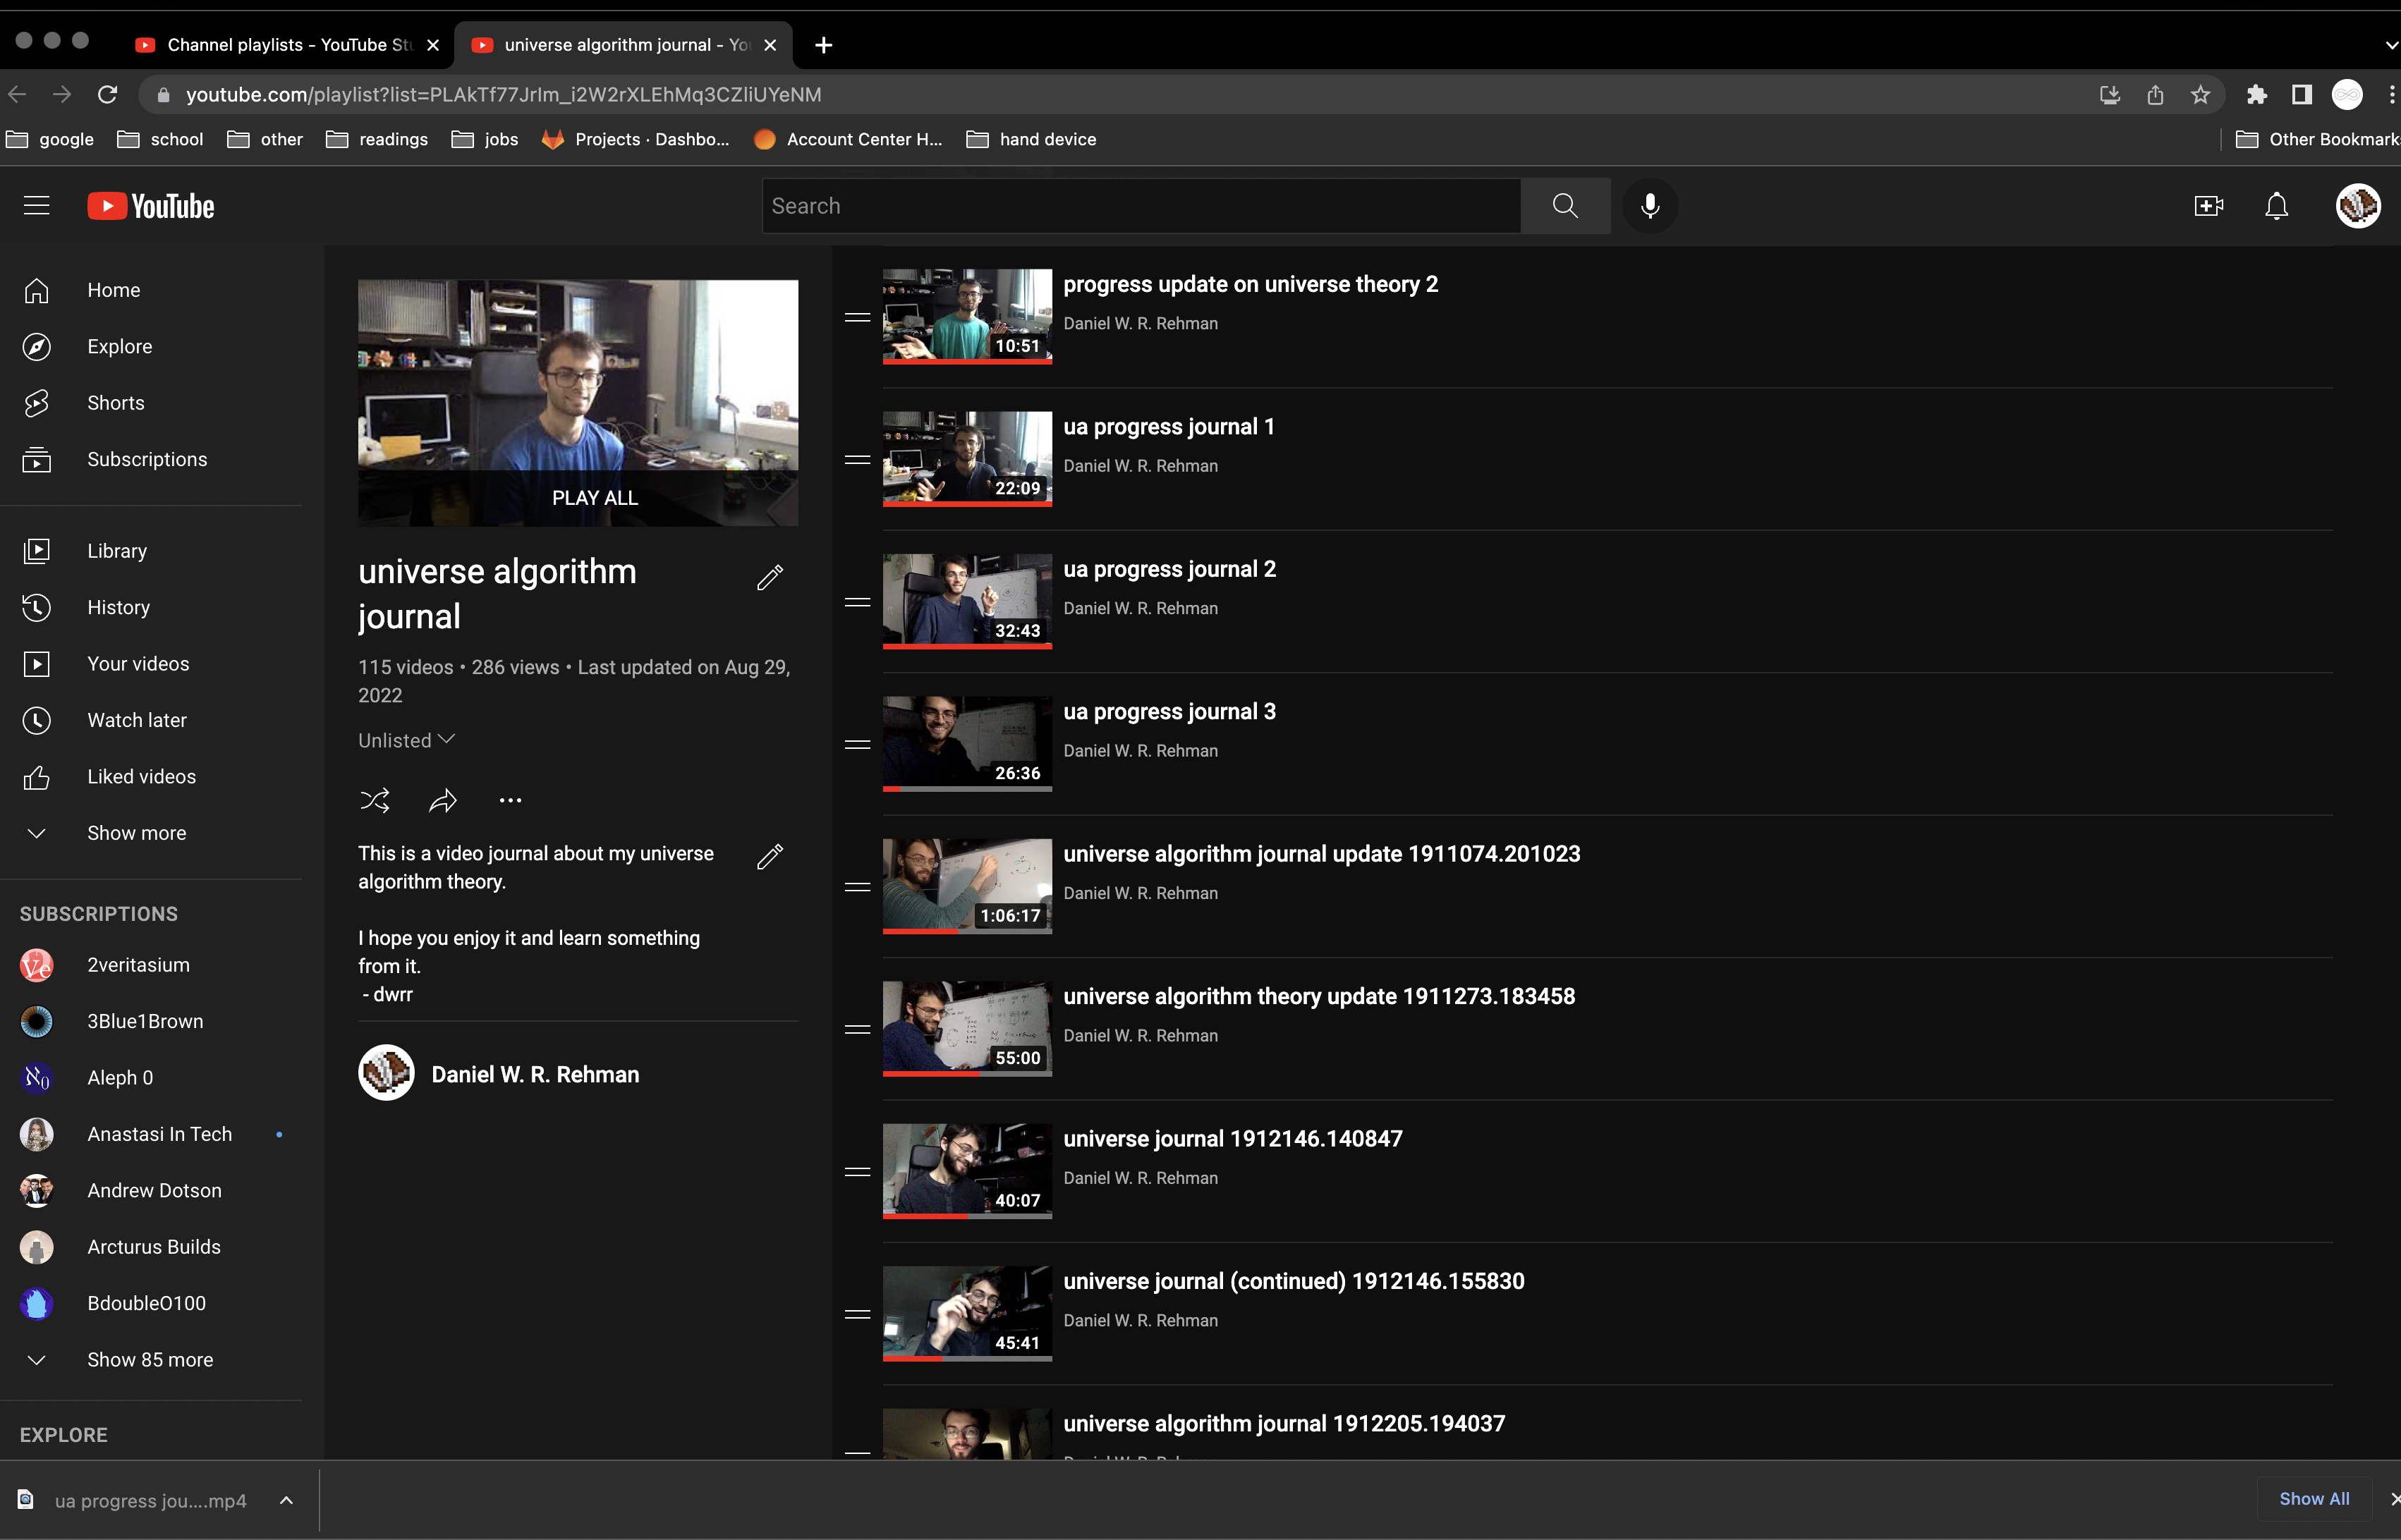 Channel playlists - YouTube Stu
universe algorithm journal - You
youtube.com/playlist?list=PLAkTf77JrIm_i2W2rXLEhMq3CZliUYeNM
google
school
other
readings
jobs
Projects · Dashbo...
Account Center H...
hand device
Other Bookmarks
YouTube
Search
Home
Explore
Shorts
Subscriptions
Library
History
Your videos
Watch later
Liked videos
Show more
SUBSCRIPTIONS
2veritasium
3Blue1Brown
Aleph 0
Anastasi In Tech
Andrew Dotson
Arcturus Builds
BdoubleO100
Show 85 more
EXPLORE
PLAY ALL
universe algorithm
journal
115 videos • 286 views • Last updated on Aug 29,
2022
Unlisted
This is a video journal about my universe
algorithm theory.
I hope you enjoy it and learn something
from it.
- dwrr
Daniel W. R. Rehman
10:51
progress update on universe theory 2
Daniel W. R. Rehman
22:09
ua progress journal 1
Daniel W. R. Rehman
32:43
ua progress journal 2
Daniel W. R. Rehman
26:36
ua progress journal 3
Daniel W. R. Rehman
1:06:17
universe algorithm journal update 1911074.201023
Daniel W. R. Rehman
55:00
universe algorithm theory update 1911273.183458
Daniel W. R. Rehman
40:07
universe journal 1912146.140847
Daniel W. R. Rehman
45:41
universe journal (continued) 1912146.155830
Daniel W. R. Rehman
universe algorithm journal 1912205.194037
ua progress jou....mp4
Show All